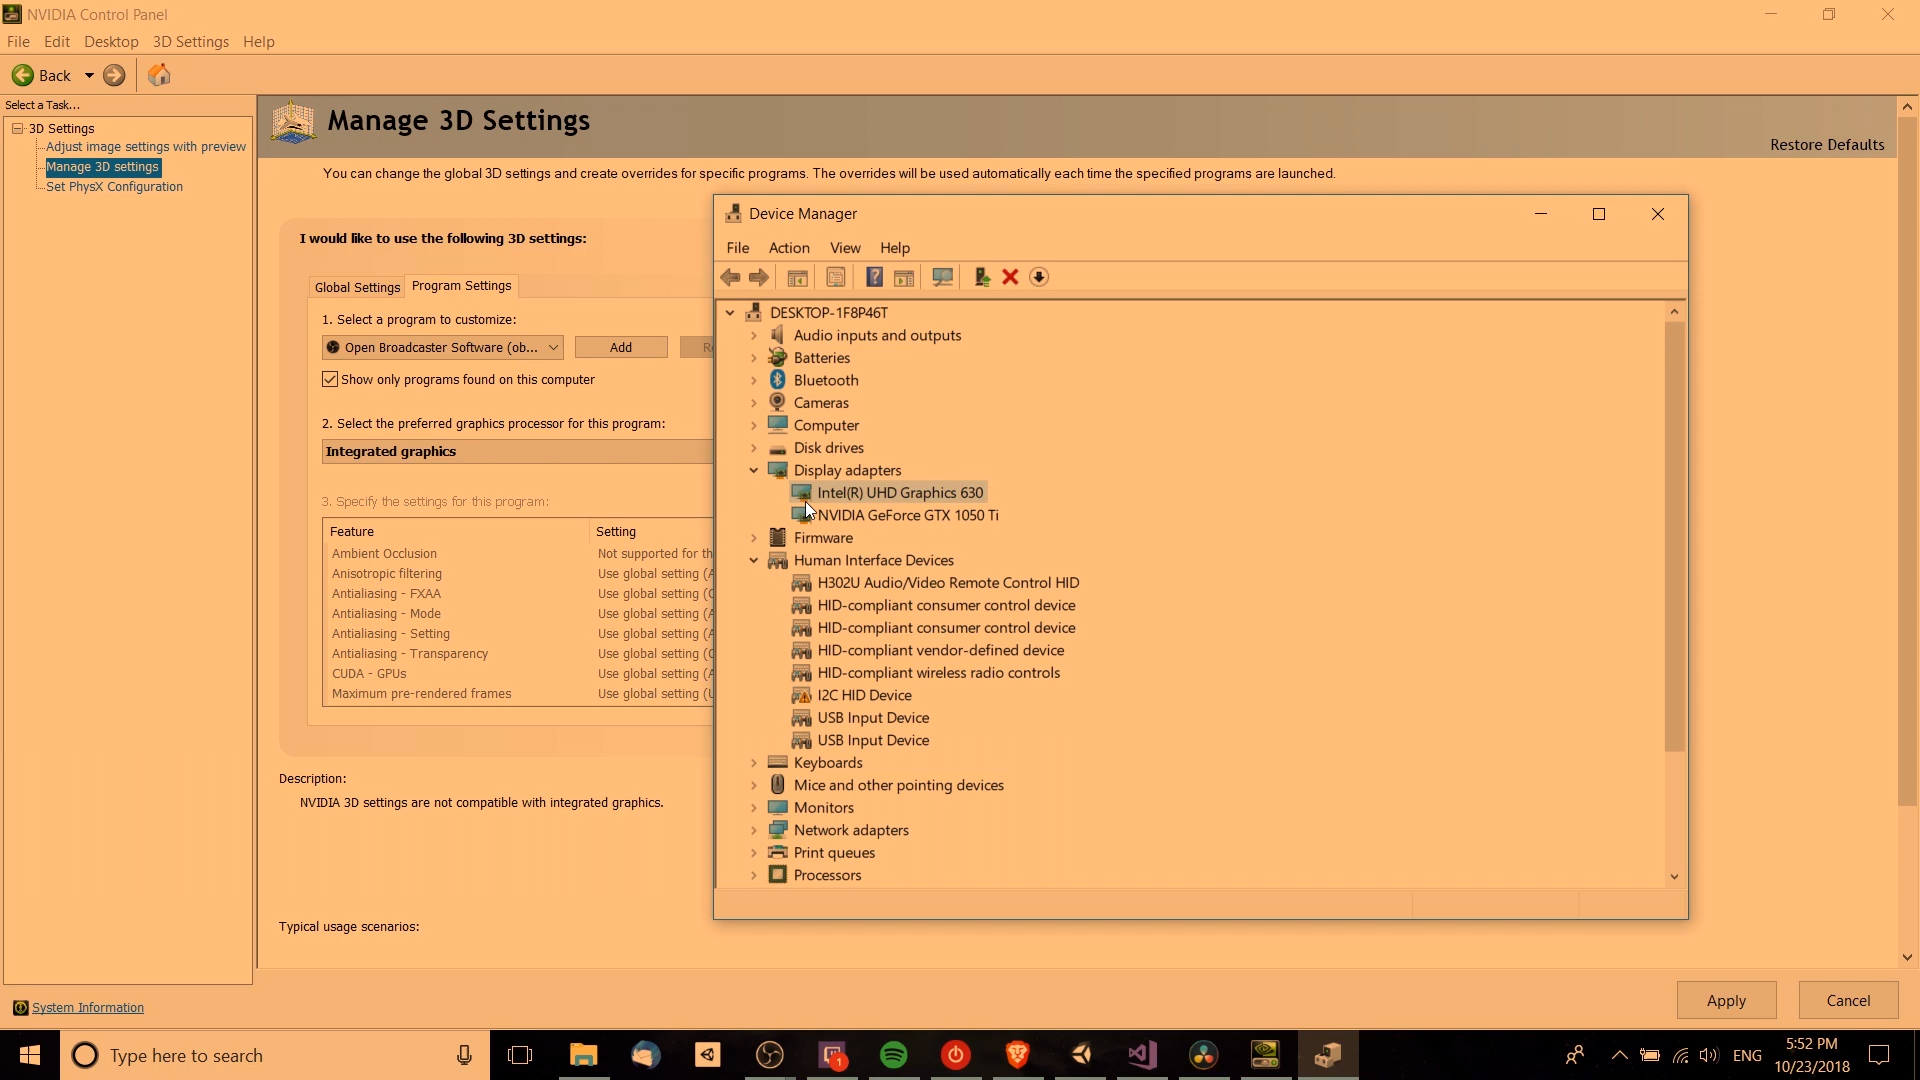 NVIDIA Control Panel
File Edit Desktop 3D Settings Help
Back
Select a Task...
3D Settings
Adjust image settings with preview
Manage 3D settings
Set PhysX Configuration
Manage 3D Settings
Restore Defaults
You can change the global 3D settings and create overrides for specific programs. The overrides will be used automatically each time the specified programs are launched.
I would like to use the following 3D settings:
Global Settings Program Settings
1. Select a program to customize:
Open Broadcaster Software (ob...
Add
Show only programs found on this computer
2. Select the preferred graphics processor for this program:
Integrated graphics
3. Specify the settings for this program:
Feature Setting
Ambient Occlusion Not supported for th
Anisotropic filtering Use global setting (A
Antialiasing - FXAA Use global setting (
Antialiasing - Mode Use global setting (A
Antialiasing - Setting Use global setting (A
Antialiasing - Transparency Use global setting (
CUDA - GPUs Use global setting (A
Maximum pre-rendered frames Use global setting (U
Description:
NVIDIA 3D settings are not compatible with integrated graphics.
Typical usage scenarios:
System Information
Apply
Cancel
Device Manager
File Action View Help
DESKTOP-1F8P46T
Audio inputs and outputs
Batteries
Bluetooth
Cameras
Computer
Disk drives
Display adapters
Intel(R) UHD Graphics 630
NVIDIA GeForce GTX 1050 Ti
Firmware
Human Interface Devices
H302U Audio/Video Remote Control HID
HID-compliant consumer control device
HID-compliant consumer control device
HID-compliant vendor-defined device
HID-compliant wireless radio controls
I2C HID Device
USB Input Device
USB Input Device
Keyboards
Mice and other pointing devices
Monitors
Network adapters
Print queues
Processors
Type here to search
1
ENG
5:52 PM
10/23/2018